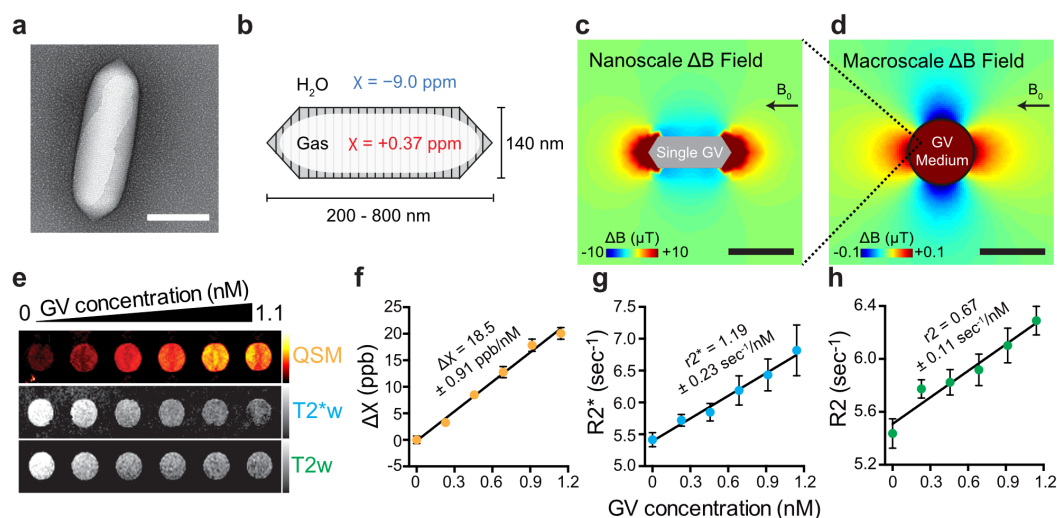 a
b
H2O
χ = −9.0 ppm
Gas
χ = +0.37 ppm
140 nm
200 - 800 nm
c
Nanoscale ΔB Field
B0
Single GV
ΔB (μT)
-10
+10
d
Macroscale ΔB Field
B0
GV
Medium
ΔB (μT)
-0.1
+0.1
e
GV concentration (nM)
0
1.1
QSM
T2*w
T2w
f
ΔX (ppb)
25
20
15
10
5
0
-5
ΔX = 18.5
± 0.91 ppb/nM
0
0.3
0.6
0.9
1.2
g
R2* (sec⁻¹)
7.5
7.0
6.5
6.0
5.5
5.0
r2* = 1.19
± 0.23 sec⁻¹/nM
0
0.3
0.6
0.9
1.2
h
R2 (sec⁻¹)
6.4
6.0
5.6
5.2
r2 = 0.67
± 0.11 sec⁻¹/nM
0
0.3
0.6
0.9
1.2
GV concentration (nM)